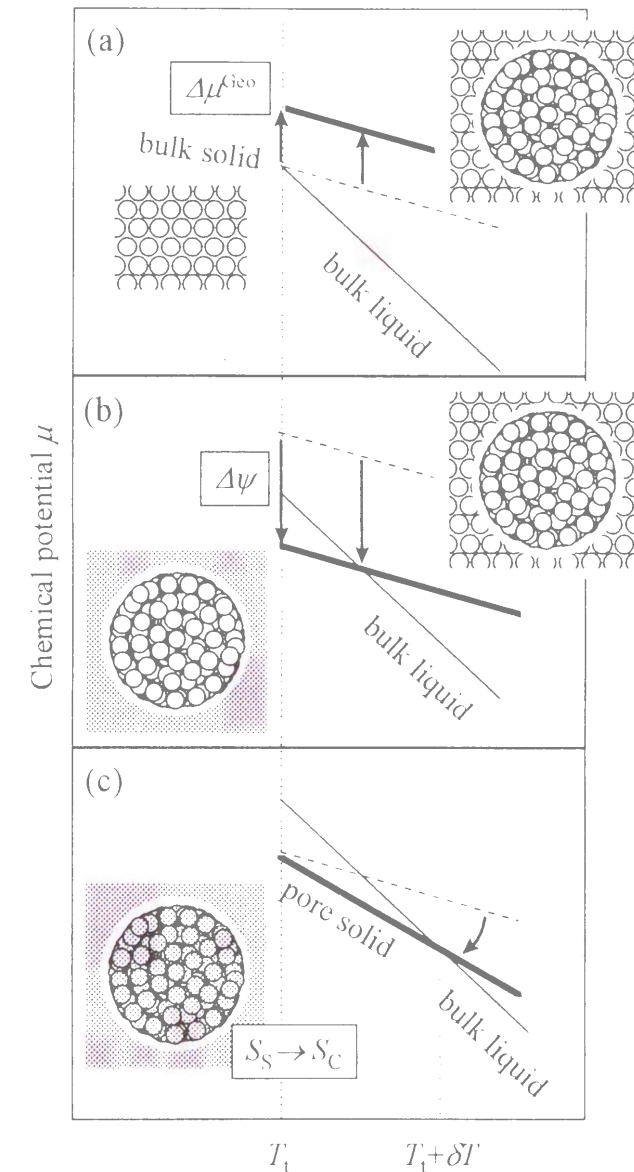 (a)
Δμ^Geo
bulk solid
bulk liquid
(b)
Δψ
bulk liquid
Chemical potential μ
(c)
pore solid
bulk liquid
S_S → S_C
T_t
T_t+δT